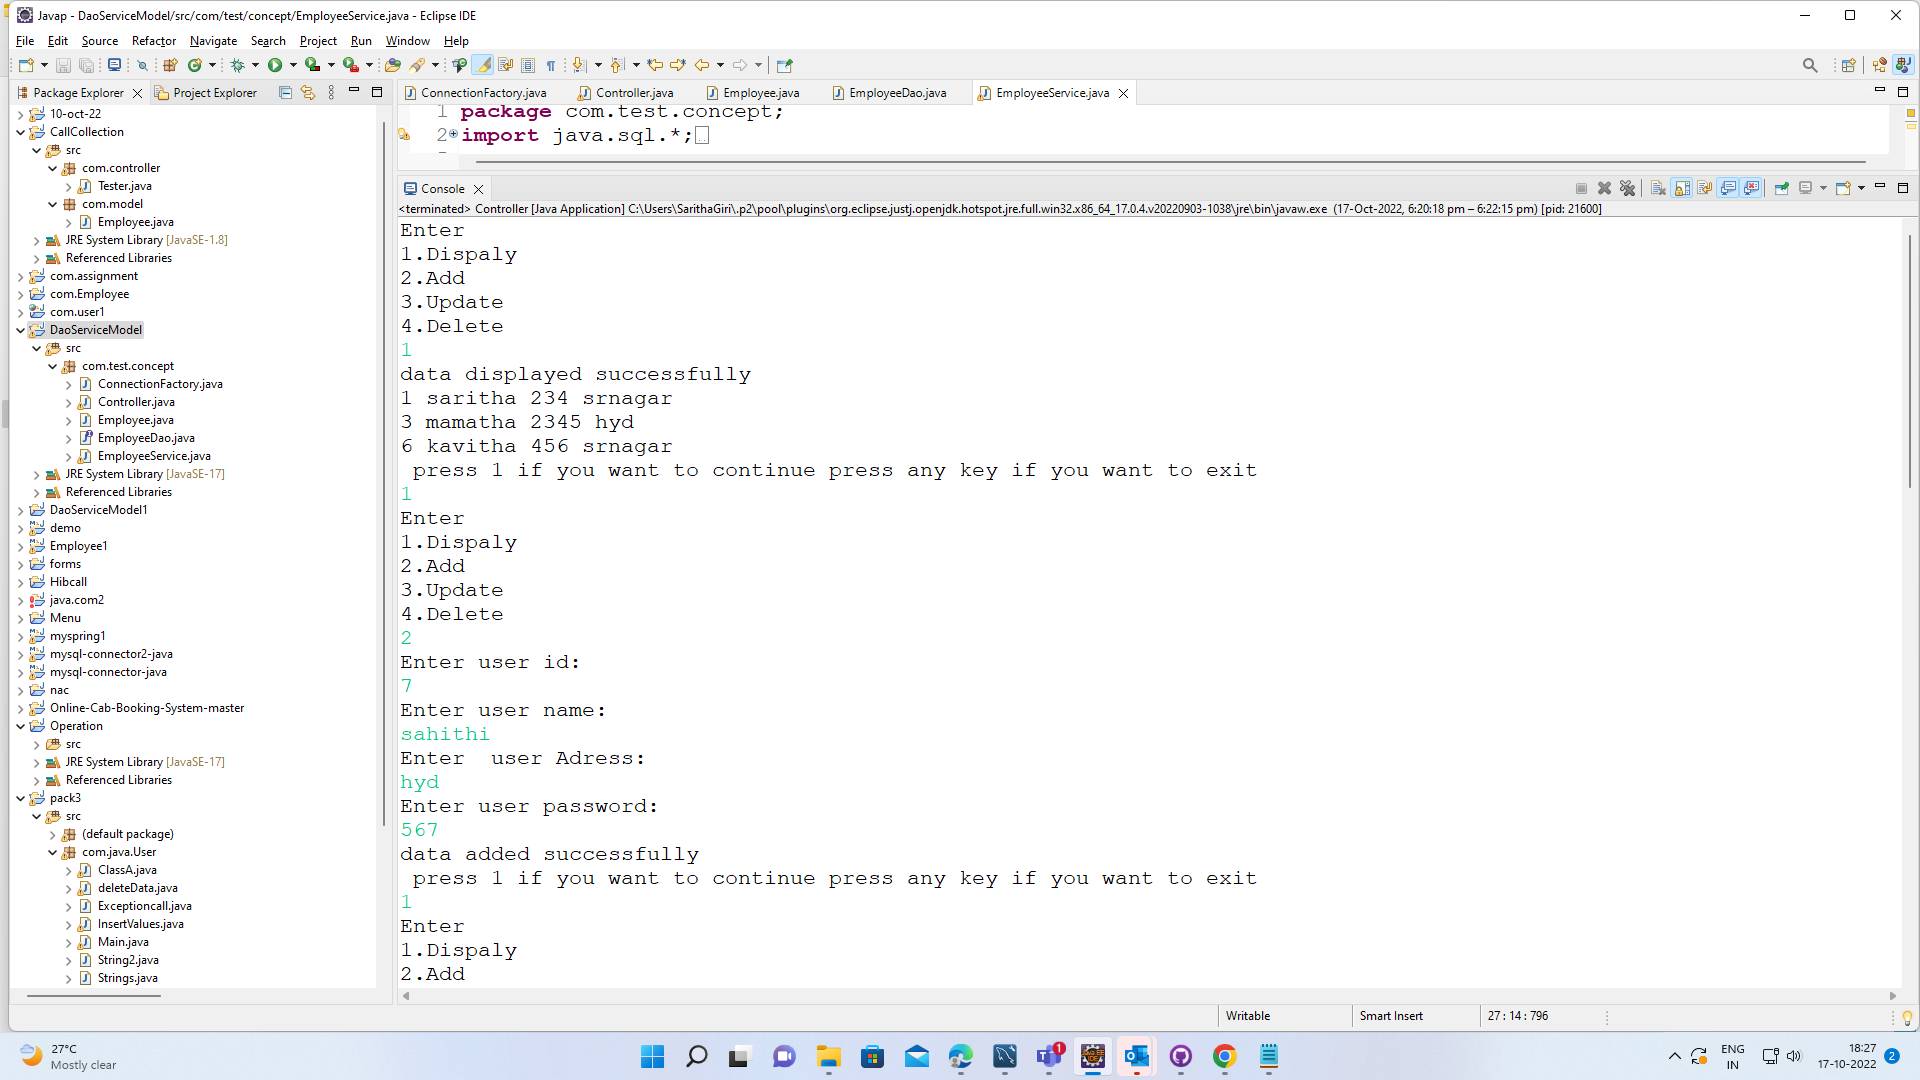 Javap - DaoServiceModel/src/com/test/concept/EmployeeService.java - Eclipse IDE
File Edit Source Refactor Navigate Search Project Run Window Help
Package Explorer Project Explorer
10-oct-22
CallCollection
src
com.controller
Tester.java
com.model
Employee.java
JRE System Library [JavaSE-1.8]
Referenced Libraries
com.assignment
com.Employee
com.user1
DaoServiceModel
src
com.test.concept
ConnectionFactory.java
Controller.java
Employee.java
EmployeeDao.java
EmployeeService.java
JRE System Library [JavaSE-17]
Referenced Libraries
DaoServiceModel1
demo
Employee1
forms
Hibcall
java.com2
Menu
myspring1
mysql-connector2-java
mysql-connector-java
nac
Online-Cab-Booking-System-master
Operation
src
JRE System Library [JavaSE-17]
Referenced Libraries
pack3
src
(default package)
com.java.User
ClassA.java
deleteData.java
Exceptioncall.java
InsertValues.java
Main.java
String2.java
Strings.java
ConnectionFactory.java Controller.java Employee.java EmployeeDao.java EmployeeService.java
1 package com.test.concept;
2 import java.sql.*;
Console
<terminated> Controller [Java Application] C:\Users\SarithaGiri\.p2\pool\plugins\org.eclipse.justj.openjdk.hotspot.jre.full.win32.x86_64_17.0.4.v20220903-1038\jre\bin\javaw.exe (17-Oct-2022, 6:20:18 pm – 6:22:15 pm) [pid: 21600]
Enter
1.Dispaly
2.Add
3.Update
4.Delete
1
data displayed successfully
1 saritha 234 srnagar
3 mamatha 2345 hyd
6 kavitha 456 srnagar
press 1 if you want to continue press any key if you want to exit
1
Enter
1.Dispaly
2.Add
3.Update
4.Delete
2
Enter user id:
7
Enter user name:
sahithi
Enter  user Adress:
hyd
Enter user password:
567
data added successfully
press 1 if you want to continue press any key if you want to exit
1
Enter
1.Dispaly
2.Add
Writable Smart Insert 27 : 14 : 796
27°C
Mostly clear
1
ENG
IN
18:27
17-10-2022
2